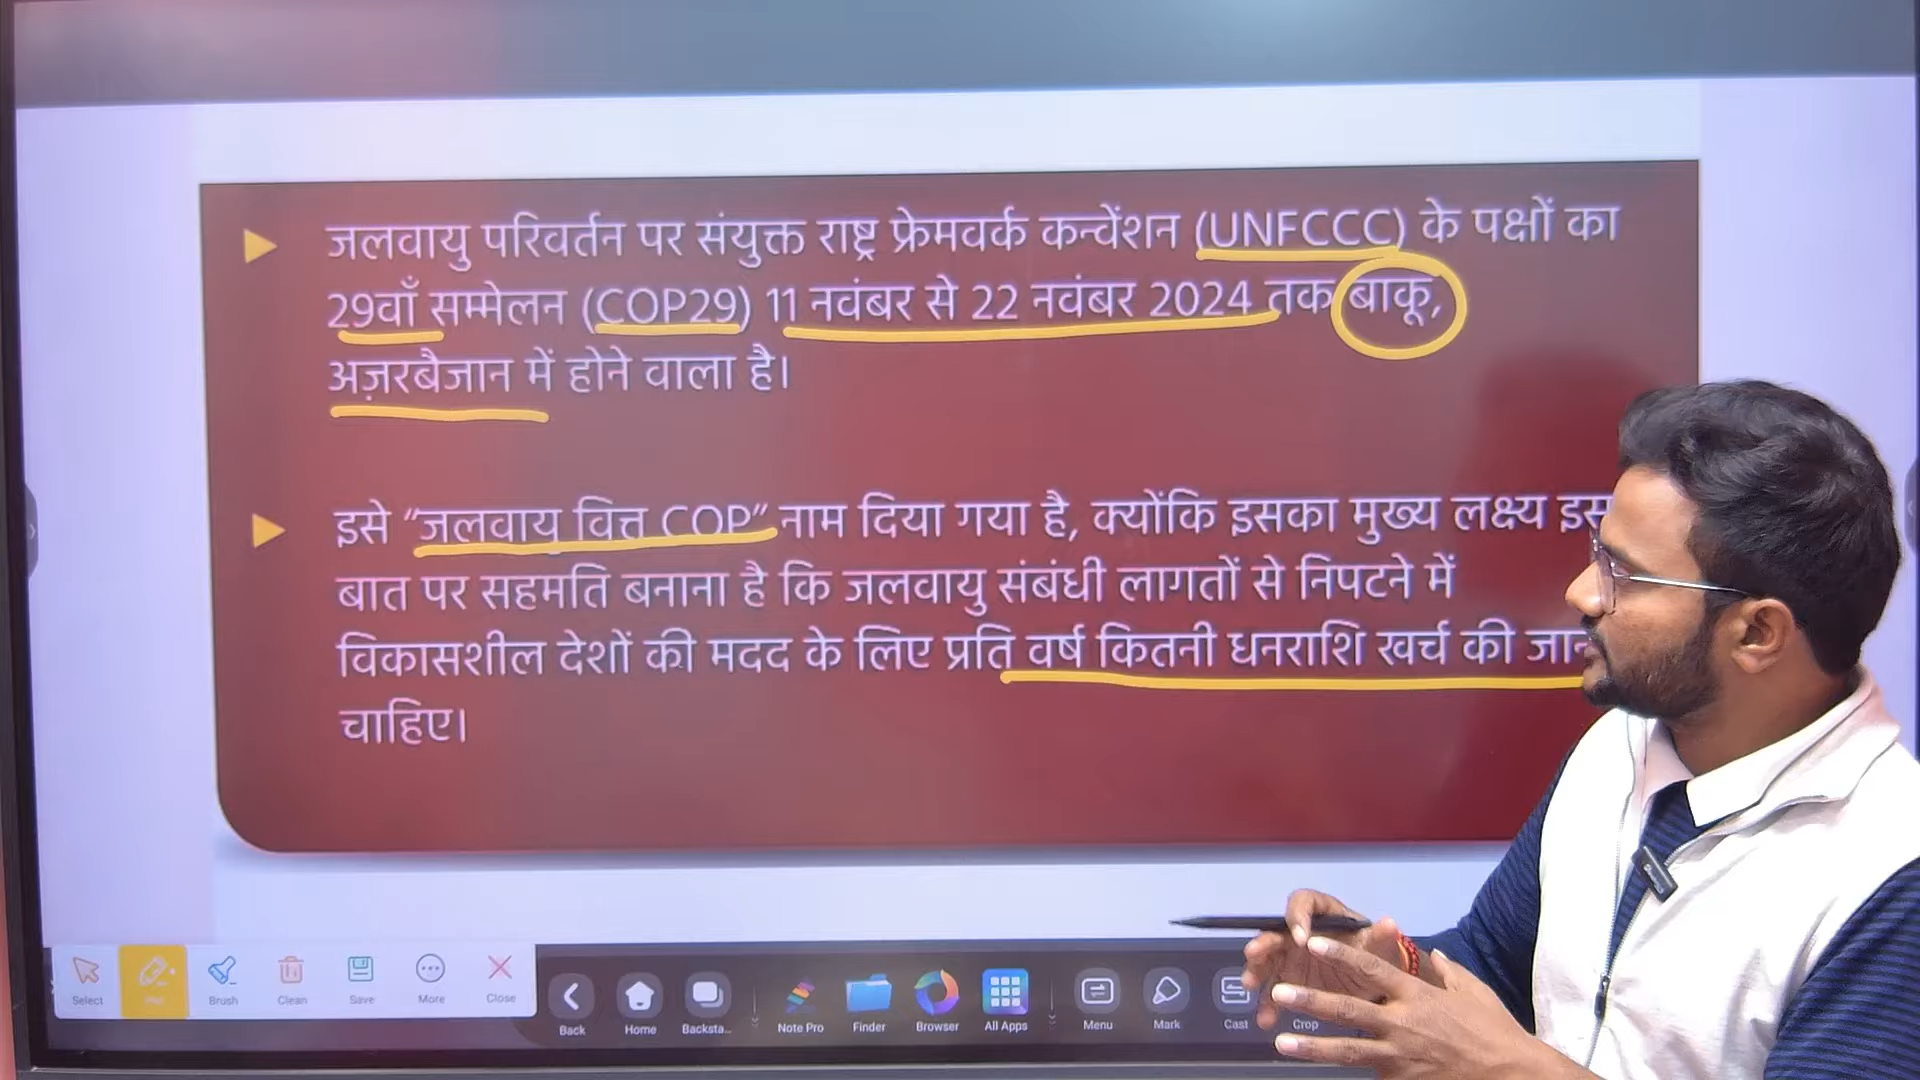 जलवायु परिवर्तन पर संयुक्त राष्ट्र फ्रेमवर्क कन्वेंशन (UNFCCC) के पक्षों का
29वाँ सम्मेलन (COP29) 11 नवंबर से 22 नवंबर 2024 तक बाकू,
अज़रबैजान में होने वाला है।
इसे “जलवायु वित्त COP” नाम दिया गया है, क्योंकि इसका मुख्य लक्ष्य इस
बात पर सहमति बनाना है कि जलवायु संबंधी लागतों से निपटने में
विकासशील देशों की मदद के लिए प्रति वर्ष कितनी धनराशि खर्च की
चाहिए।
Select Brush Clean Save More Close
Back Home Backsta... Note Pro Finder Browser All Apps Menu Mark Cast Crop